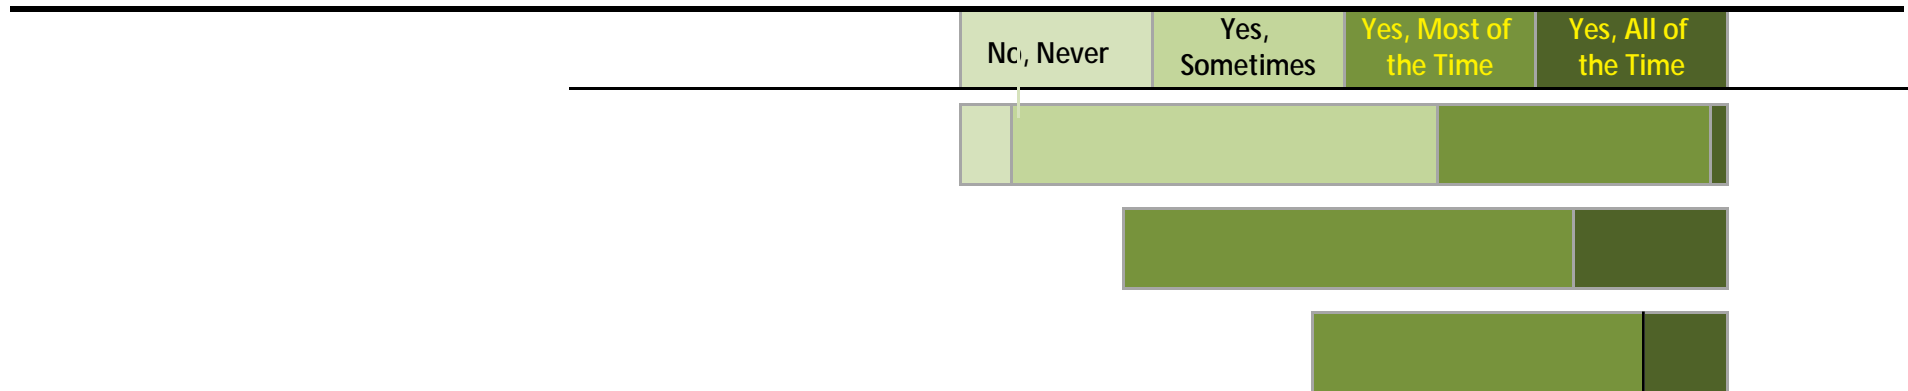 No, Never
Yes,
Sometimes
Yes, Most of
the Time
Yes, All of
the Time